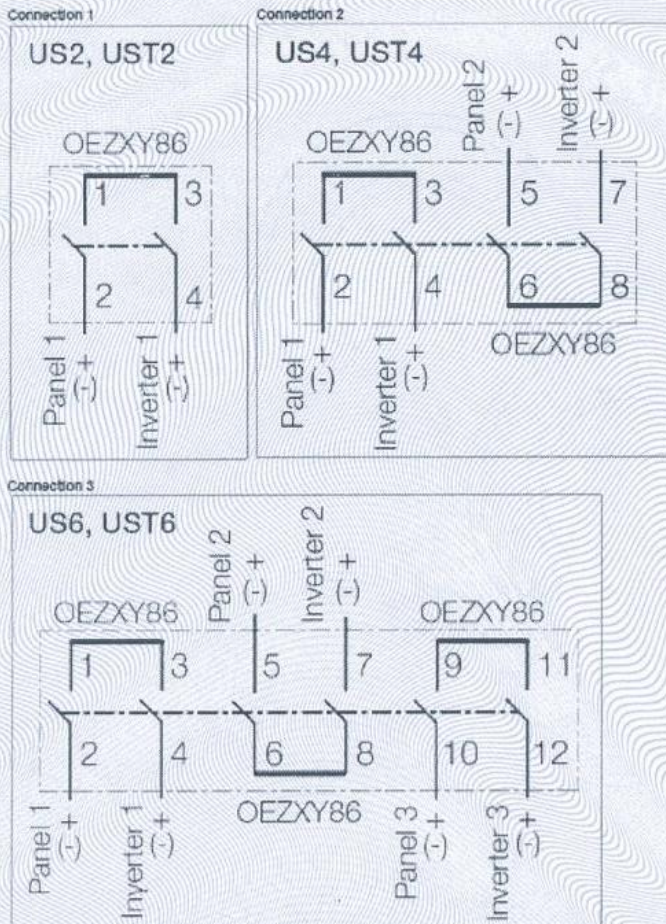 Connection 1
US2, UST2
OEZXY86
1 3
2 4
Panel 1 + (-)
Inverter 1 + (-)
Connection 2
US4, UST4
Panel 2 + (-)
Inverter 2 + (-)
OEZXY86
1 3 5 7
2 4 6 8
Panel 1 + (-)
Inverter 1 + (-)
OEZXY86
Connection 3
US6, UST6
Panel 2 + (-)
Inverter 2 + (-)
OEZXY86
OEZXY86
1 3 5 7 9 11
2 4 6 8 10 12
OEZXY86
Panel 1 + (-)
Inverter 1 + (-)
Panel 3 + (-)
Inverter 3 + (-)